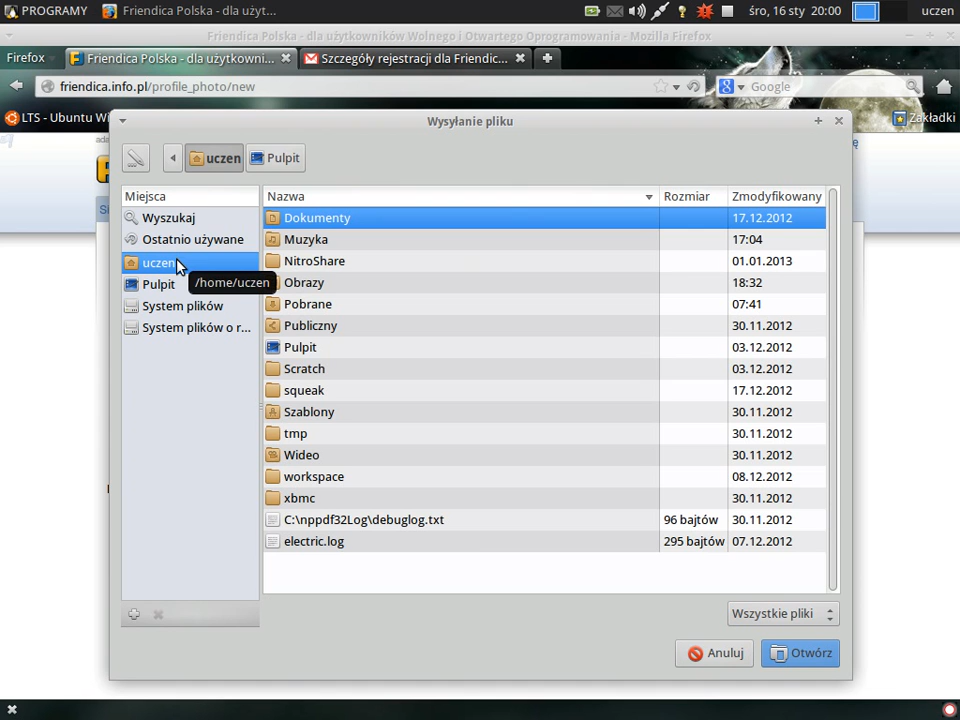 PROGRAMY
Friendica Polska - dla użyt...
śro, 16 sty 20:00
uczen
Friendica Polska - dla użytkowników Wolnego i Otwartego Oprogramowania - Mozilla Firefox
Firefox
Friendica Polska - dla użytkowni...
Szczegóły rejestracji dla Friendic...
friendica.info.pl/profile_photo/new
Google
LTS - Ubuntu Wi
Zakładki
Wysyłanie pliku
uczen
Pulpit
Miejsca
Wyszukaj
Ostatnio używane
uczen
/home/uczen
Pulpit
System plików
System plików o r...
Nazwa Rozmiar Zmodyfikowany
Dokumenty 17.12.2012
Muzyka 17:04
NitroShare 01.01.2013
Obrazy 18:32
Pobrane 07:41
Publiczny 30.11.2012
Pulpit 03.12.2012
Scratch 03.12.2012
squeak 17.12.2012
Szablony 30.11.2012
tmp 30.11.2012
Wideo 30.11.2012
workspace 08.12.2012
xbmc 30.11.2012
C:\nppdf32Log\debuglog.txt 96 bajtów 30.11.2012
electric.log 295 bajtów 07.12.2012
Wszystkie pliki
Anuluj
Otwórz